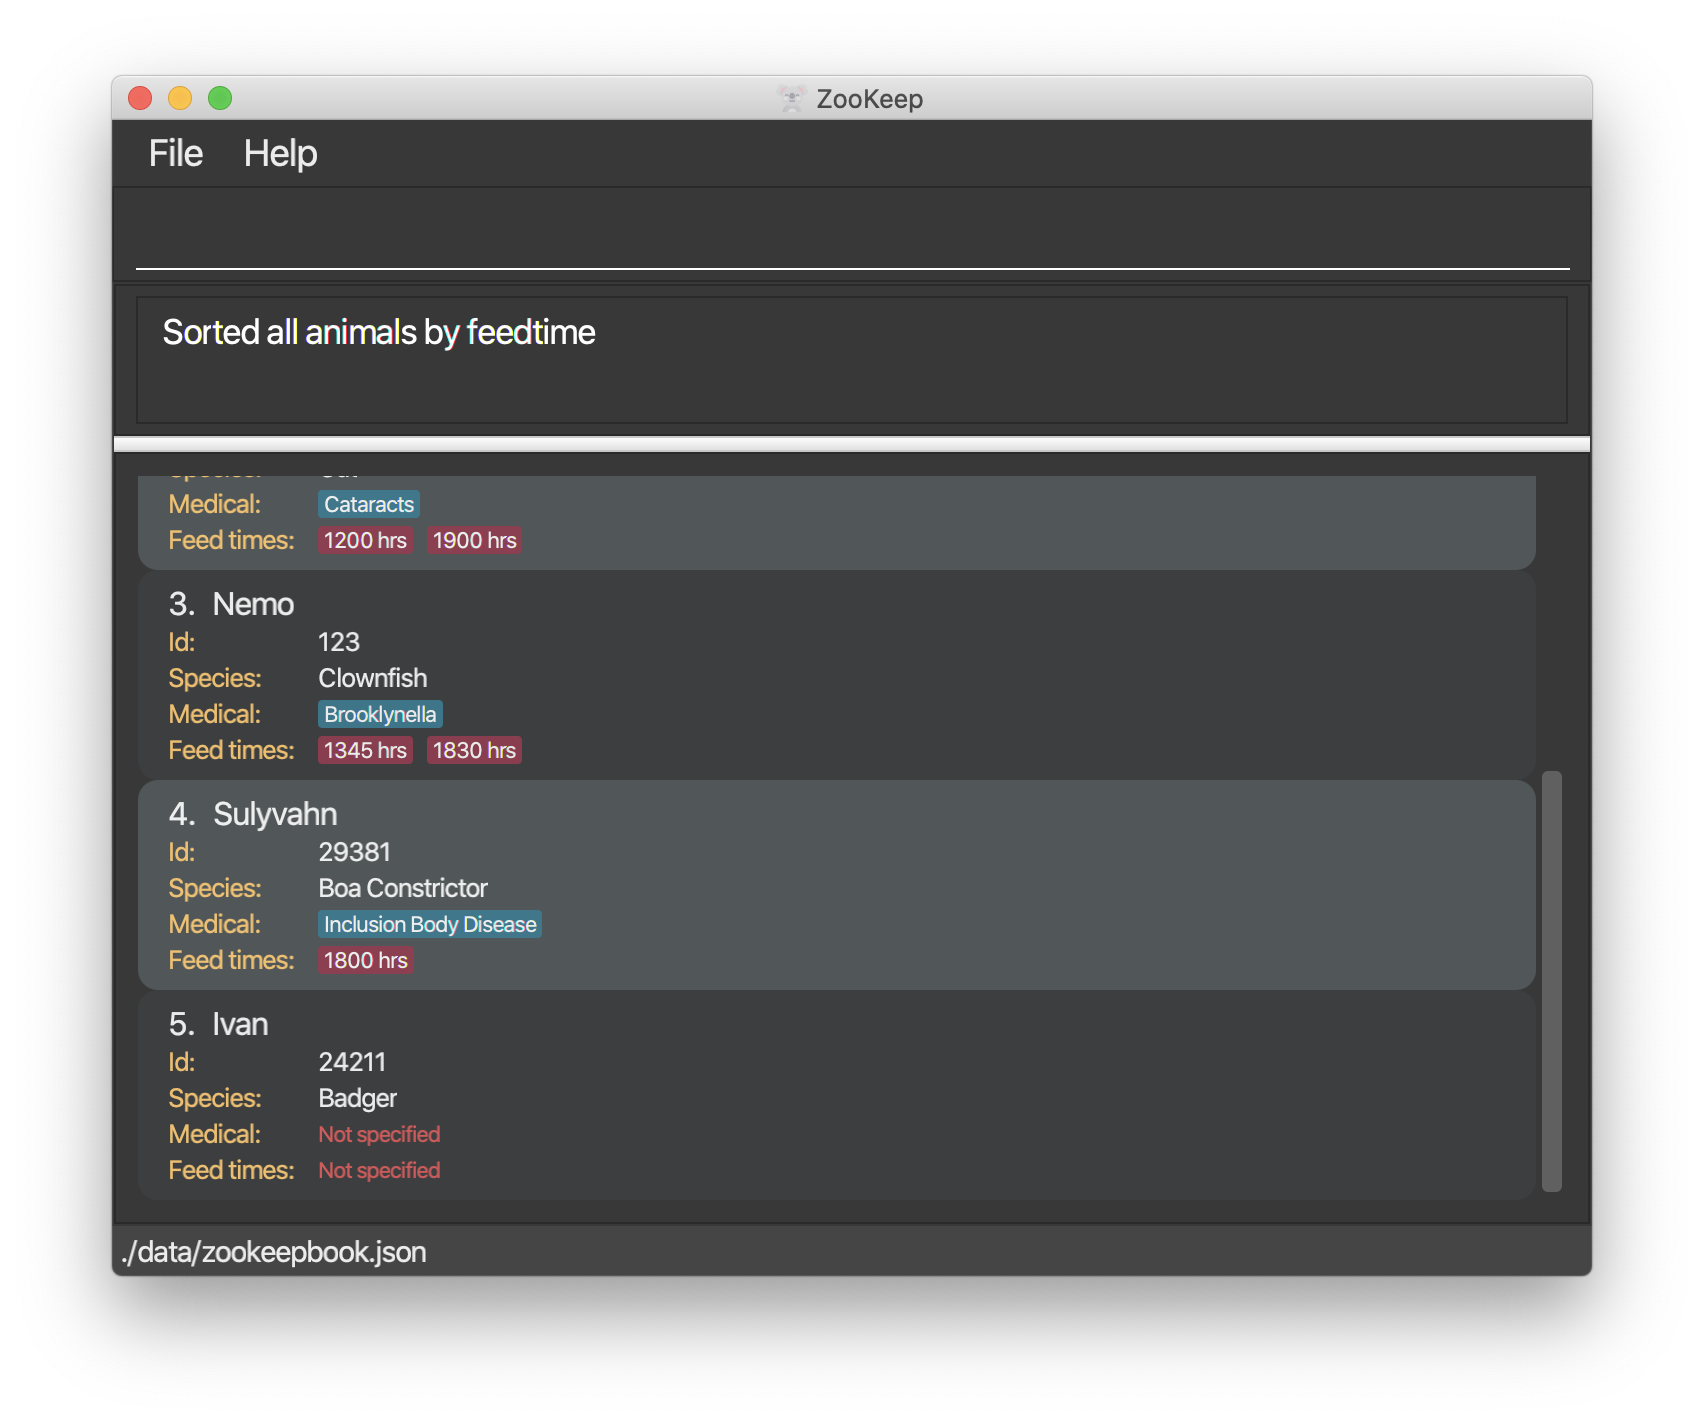 ZooKeep
File Help
Sorted all animals by feedtime
Species:
Medical: Cataracts
Feed times: 1200 hrs 1900 hrs
3. Nemo
Id: 123
Species: Clownfish
Medical: Brooklynella
Feed times: 1345 hrs 1830 hrs
4. Sulyvahn
Id: 29381
Species: Boa Constrictor
Medical: Inclusion Body Disease
Feed times: 1800 hrs
5. Ivan
Id: 24211
Species: Badger
Medical: Not specified
Feed times: Not specified
./data/zookeepbook.json